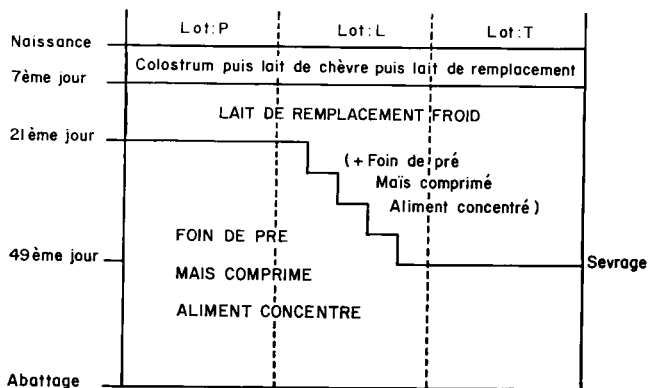 Lot:P Lot:L Lot:T
Naissance
Colostrum puis lait de chèvre puis lait de remplacement
7ème jour
LAIT DE REMPLACEMENT FROID
21ème jour
(+ Foin de pré
Maïs comprimé
Aliment concentré)
FOIN DE PRE
49ème jour
Sevrage
MAIS COMPRIME
ALIMENT CONCENTRE
Abattage